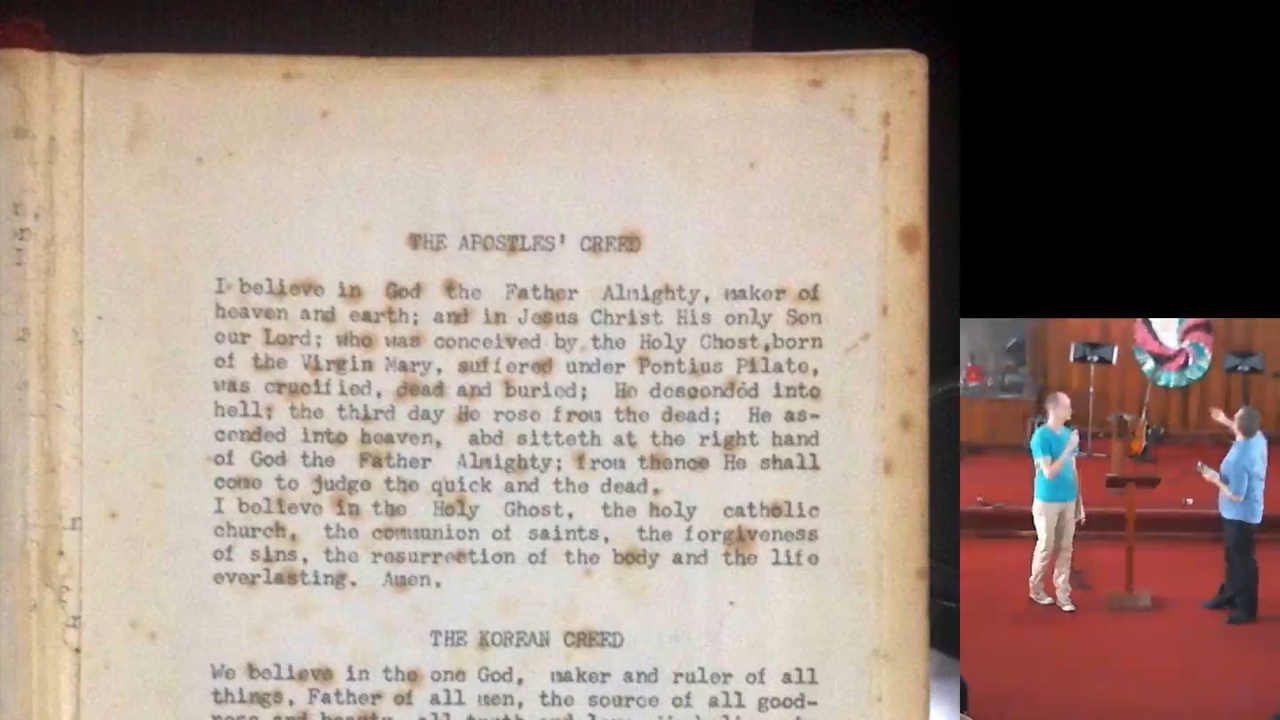 THE APOSTLES' CREED
I believe in God the Father Almighty, maker of
heaven and earth; and in Jesus Christ His only Son
our Lord; who was conceived by the Holy Ghost,born
of the Virgin Mary, suffered under Pontius Pilate,
was crucified, dead and buried; He descended into
hell; the third day He rose from the dead; He as-
cended into heaven, abd sitteth at the right hand
of God the Father Almighty; from thence He shall
come to judge the quick and the dead.
I believe in the Holy Ghost, the holy catholic
church, the communion of saints, the forgiveness
of sins, the resurrection of the body and the life
everlasting. Amen.
THE KOREAN CREED
We believe in the one God, maker and ruler of all
things, Father of all men, the source of all good-